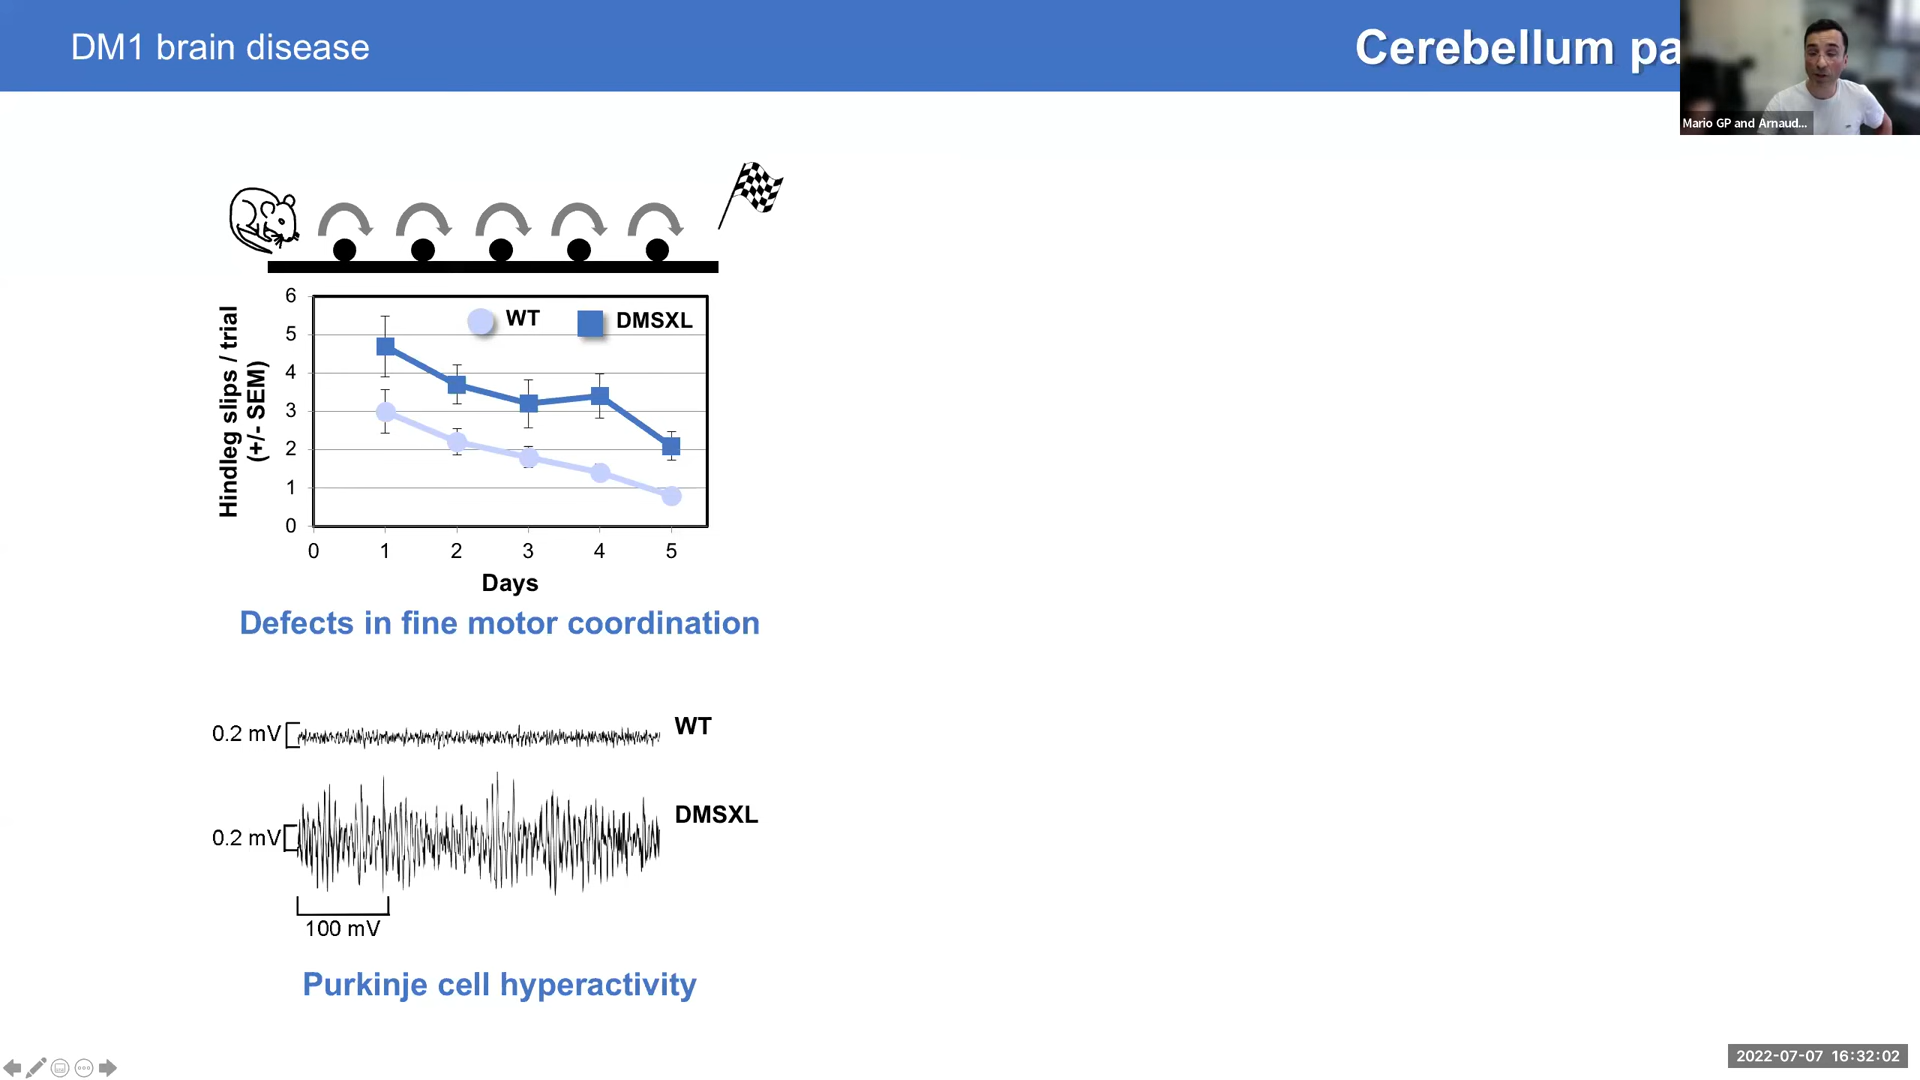 DM1 brain disease
Cerebellum pa
Mario GP and Arnaud...
6
5
4
3
2
1
0
Hindleg slips / trial
(+/- SEM)
WT
DMSXL
0 1 2 3 4 5
Days
Defects in fine motor coordination
0.2 mV
WT
0.2 mV
DMSXL
100 mV
Purkinje cell hyperactivity
2022-07-07 16:32:02